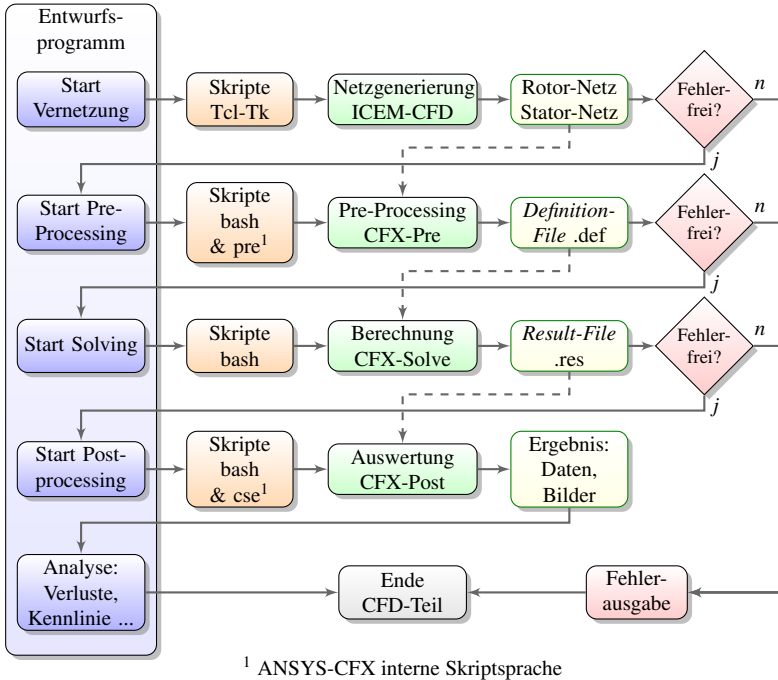 Entwurfs-
programm
Start
Vernetzung
Skripte
Tcl-Tk
Netzgenerierung
ICEM-CFD
Rotor-Netz
Stator-Netz
Fehler-
frei?
n
j
Start Pre-
Processing
Skripte
bash
& pre¹
Pre-Processing
CFX-Pre
Definition-
File .def
Fehler-
frei?
n
j
Start Solving
Skripte
bash
Berechnung
CFX-Solve
Result-File
.res
Fehler-
frei?
n
j
Start Post-
processing
Skripte
bash
& cse¹
Auswertung
CFX-Post
Ergebnis:
Daten,
Bilder
Analyse:
Verluste,
Kennlinie ...
Ende
CFD-Teil
Fehler-
ausgabe
¹ ANSYS-CFX interne Skriptsprache